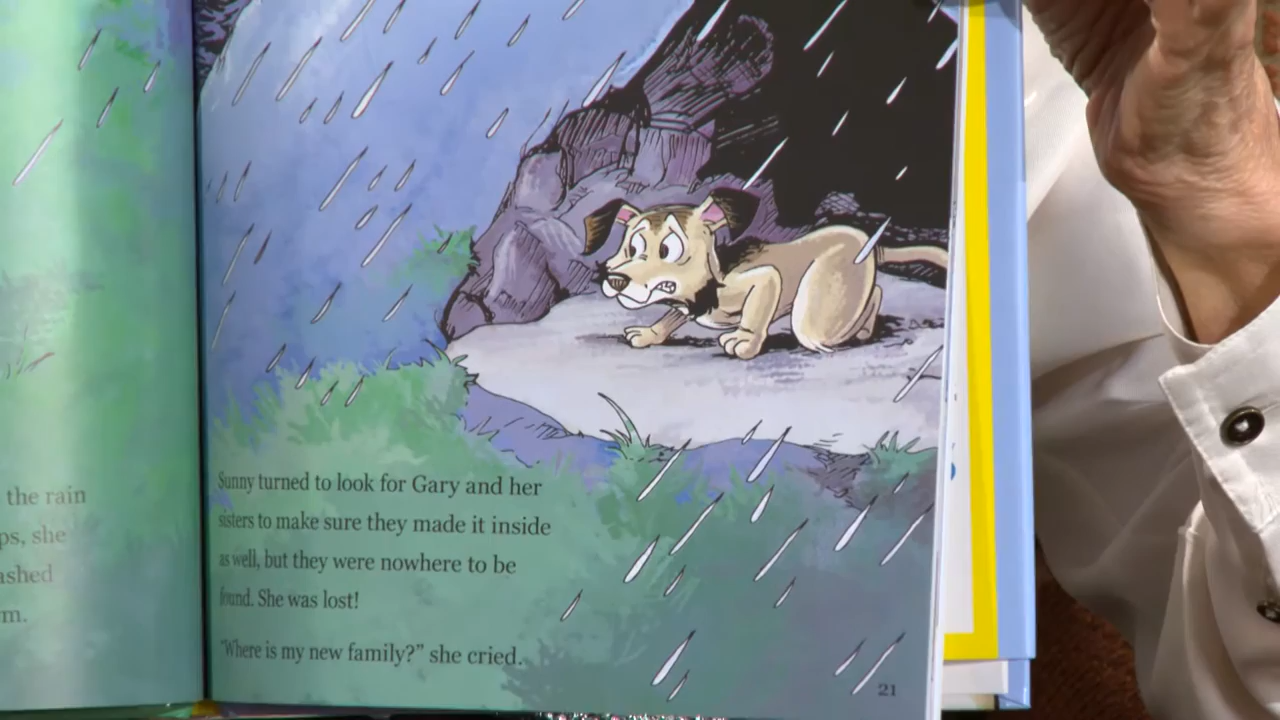 the rain
she
m.
Sunny turned to look for Gary and her
sisters to make sure they made it inside
as well, but they were nowhere to be
found. She was lost!
"Where is my new family?" she cried.
21